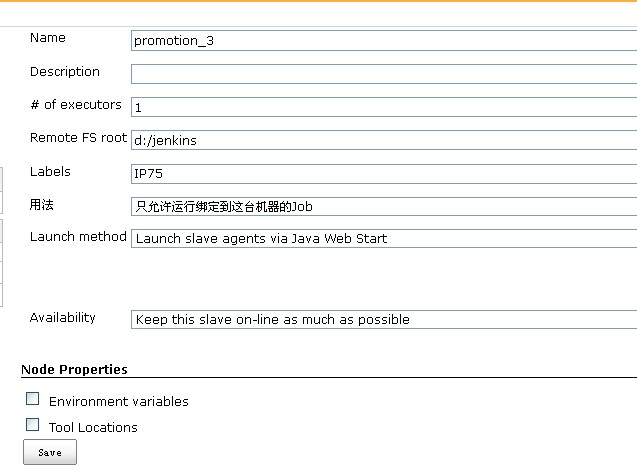 Name promotion_3
Description
# of executors 1
Remote FS root d:/jenkins
Labels IP75
用法 只允许运行绑定到这台机器的Job
Launch method Launch slave agents via Java Web Start
Availability Keep this slave on-line as much as possible
Node Properties
Environment variables
Tool Locations
Save